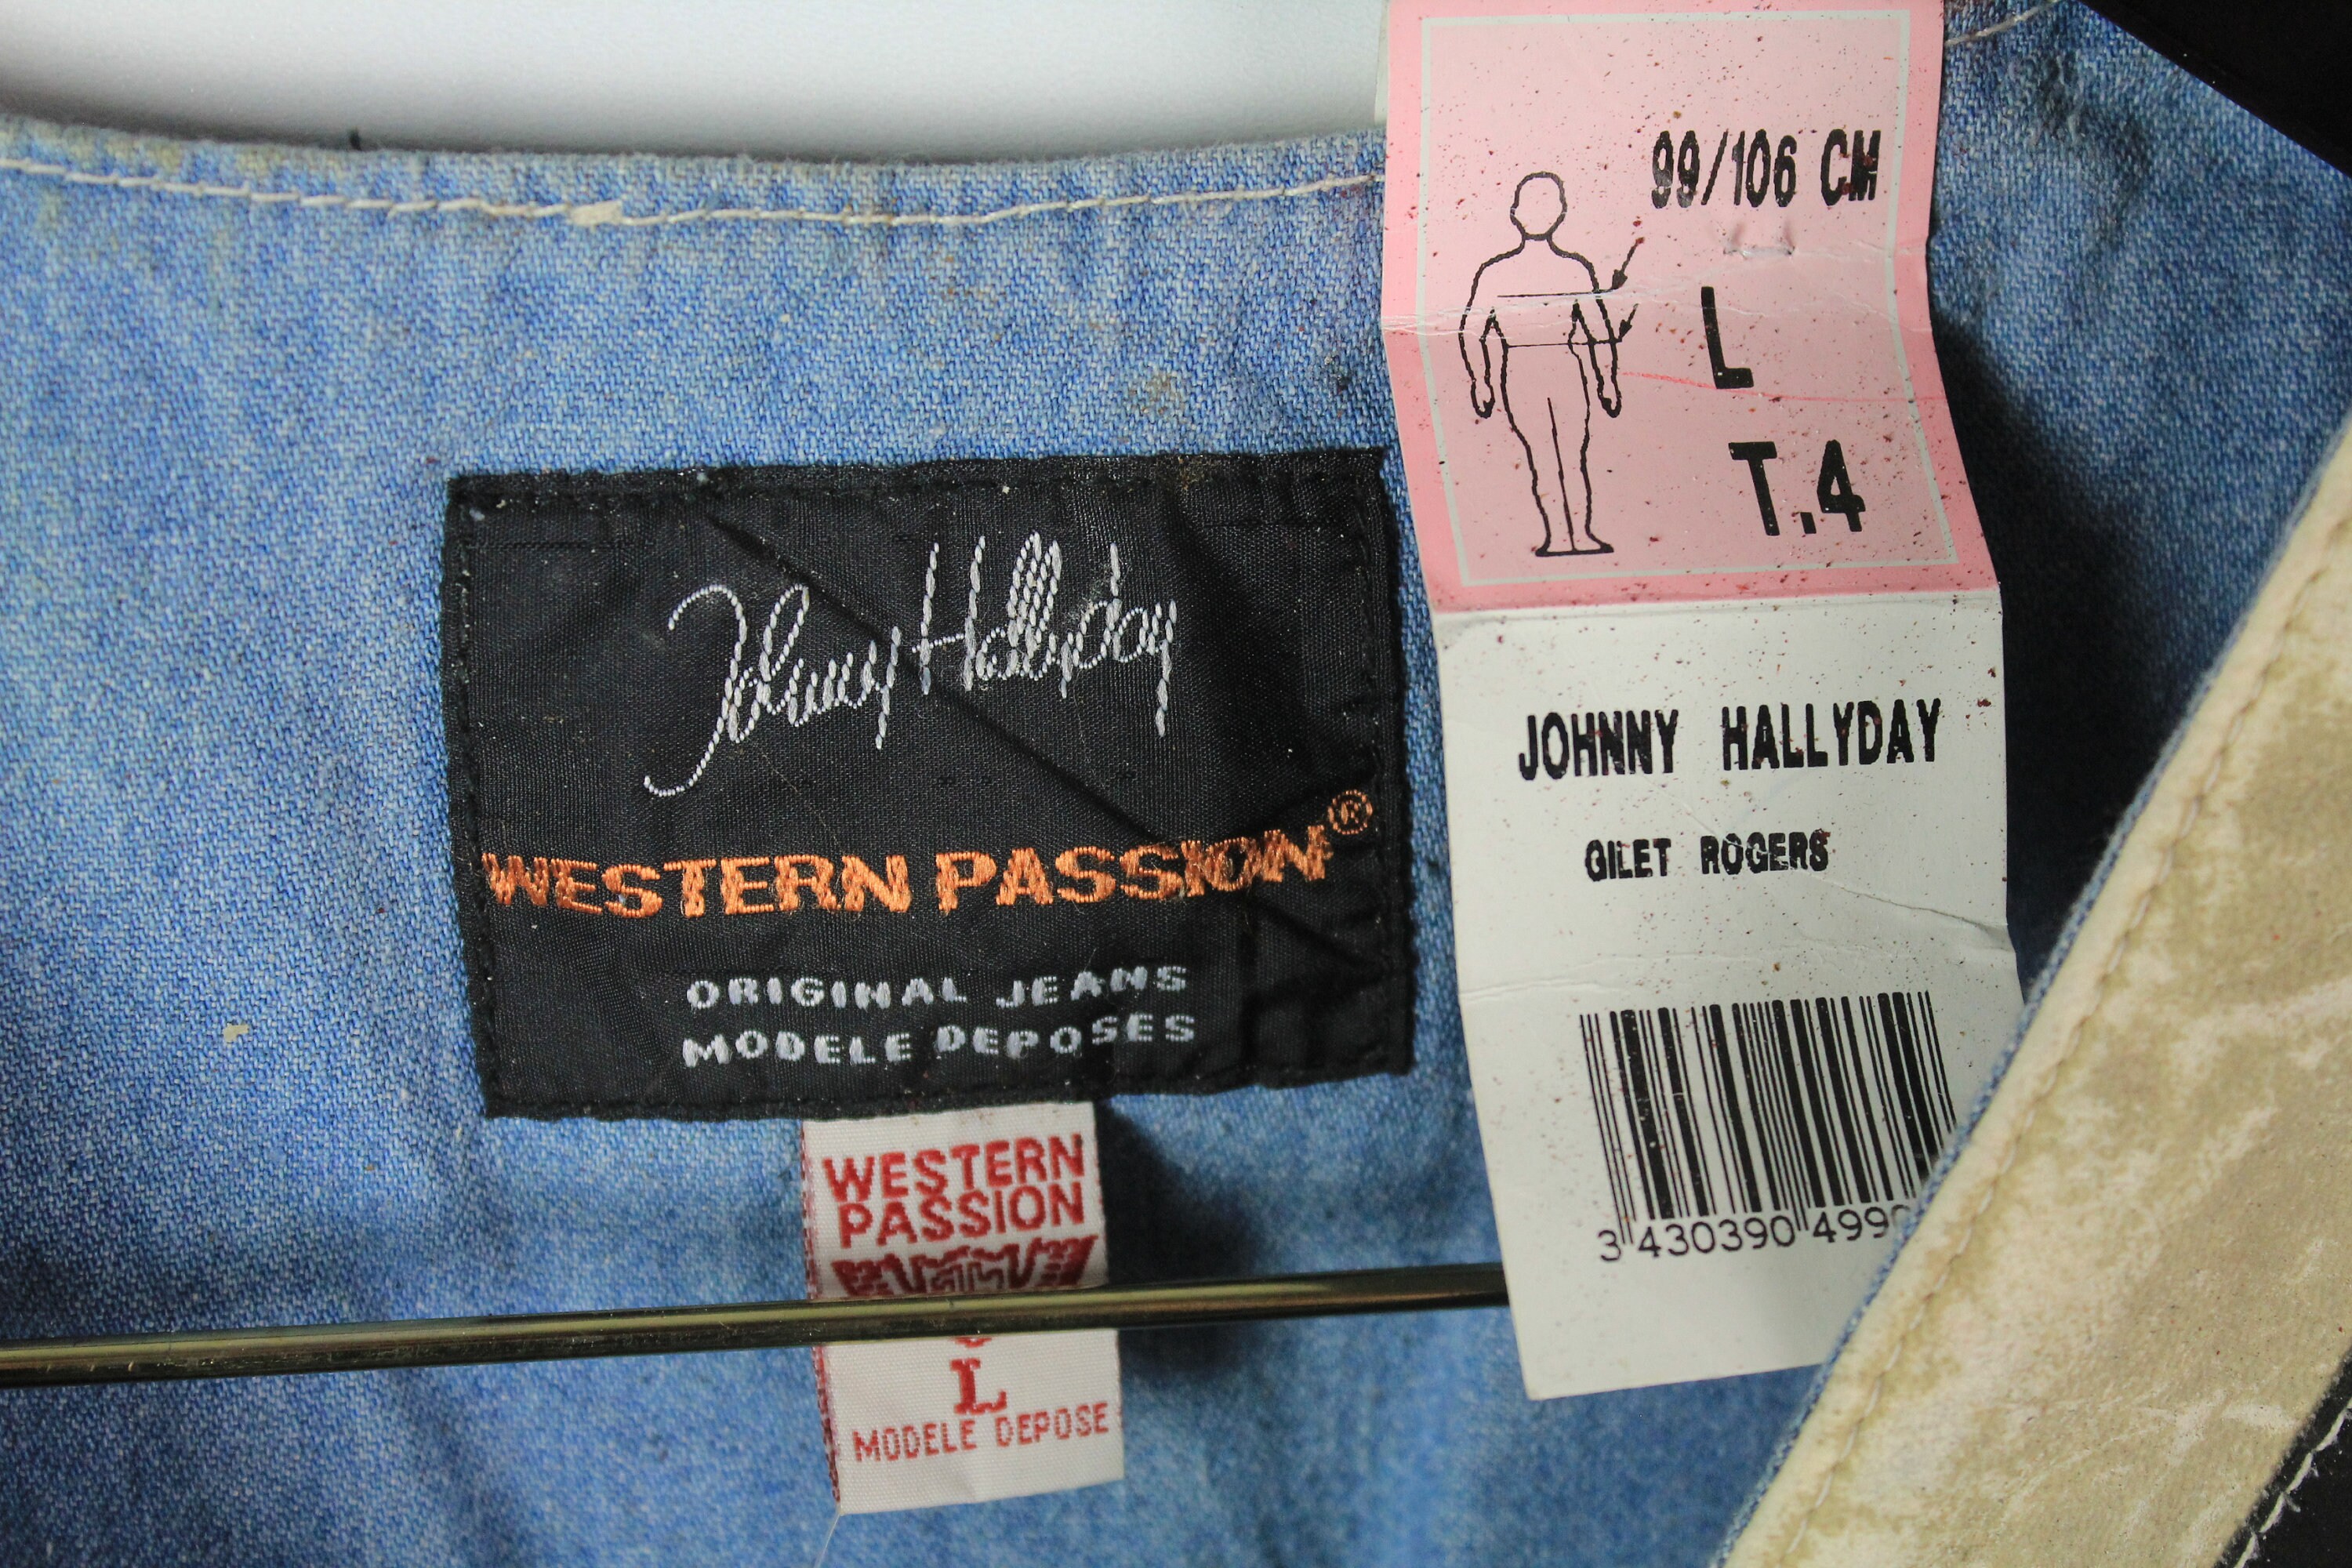 Johnny Hallyday
WESTERN PASSION®
ORIGINAL JEANS
MODELE DEPOSES
WESTERN
PASSION
L
MODELE DEPOSE
99/106 CM
L
T.4
JOHNNY HALLYDAY
GILET ROGERS
3 430390 499